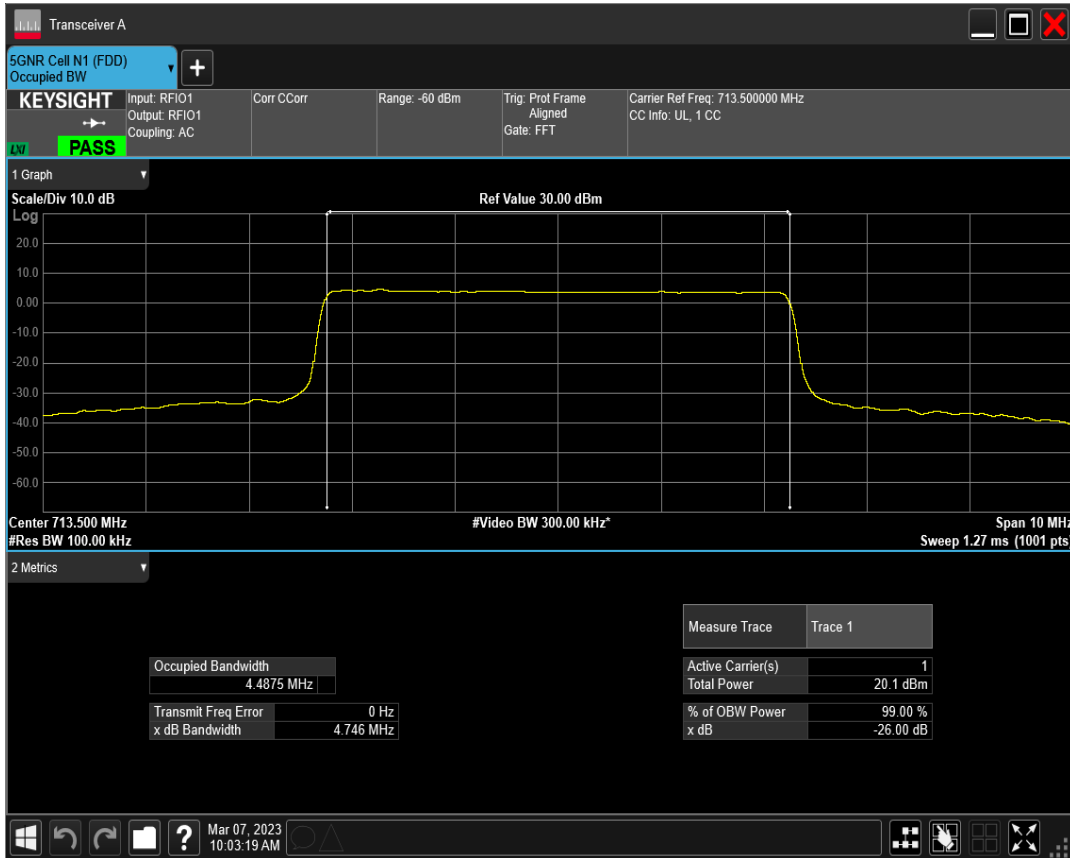 Transceiver A
5GNR Cell N1 (FDD)
Occupied BW
+
KEYSIGHT
LXI
PASS
Input: RFIO1
Output: RFIO1
Coupling: AC
Corr CCorr
Range: -60 dBm
Trig: Prot Frame
Aligned
Gate: FFT
Carrier Ref Freq: 713.500000 MHz
CC Info: UL, 1 CC
1 Graph
Scale/Div 10.0 dB
Ref Value 30.00 dBm
Log
20.0
10.0
0.00
-10.0
-20.0
-30.0
-40.0
-50.0
-60.0
Center 713.500 MHz
#Video BW 300.00 kHz*
Span 10 MHz
#Res BW 100.00 kHz
Sweep 1.27 ms (1001 pts)
2 Metrics
Measure Trace Trace 1
Occupied Bandwidth
4.4875 MHz
Active Carrier(s) 1
Total Power 20.1 dBm
Transmit Freq Error 0 Hz
x dB Bandwidth 4.746 MHz
% of OBW Power 99.00 %
x dB -26.00 dB
?
Mar 07, 2023
10:03:19 AM